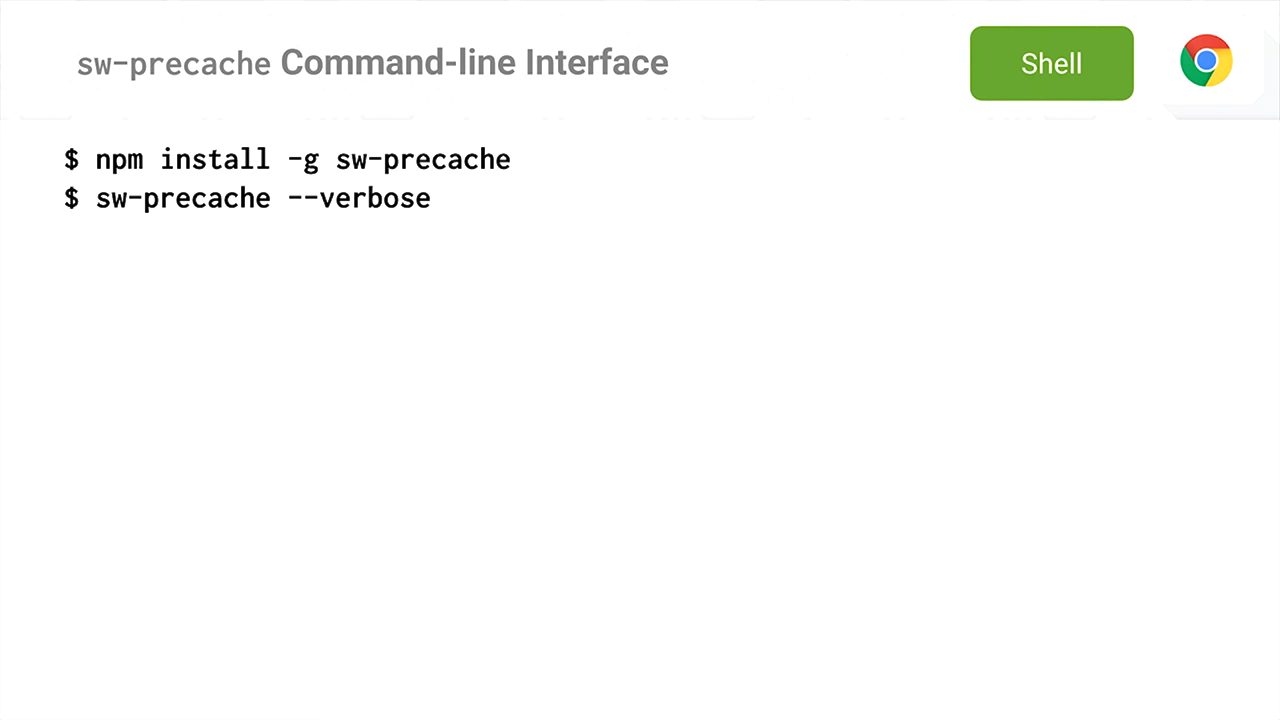 sw-precache Command-line Interface
Shell
$ npm install -g sw-precache
$ sw-precache --verbose